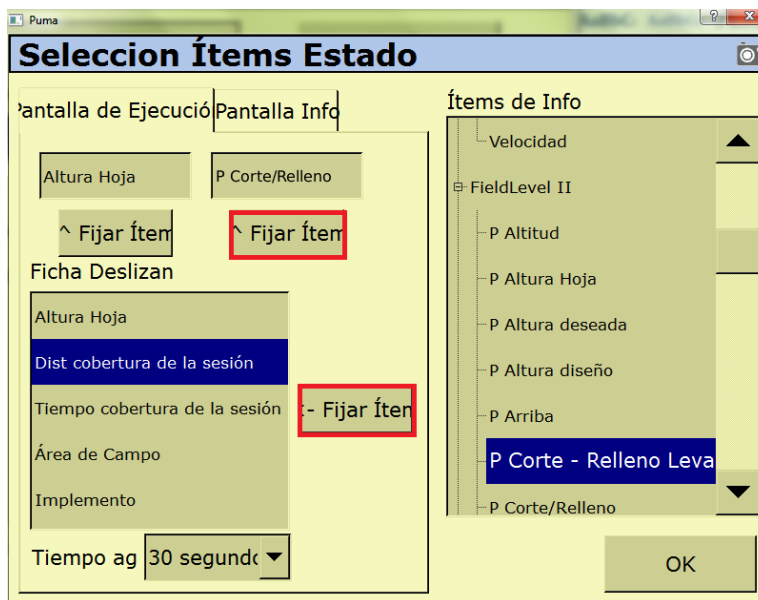 Puma
Seleccion Ítems Estado
Pantalla de Ejecució
Pantalla Info
Altura Hoja
P Corte/Relleno
^ Fijar Ítem
^ Fijar Ítem
Ficha Deslizan
Altura Hoja
Dist cobertura de la sesión
Tiempo cobertura de la sesión
Área de Campo
Implemento
- Fijar Íten
Tiempo ag
30 segundo
Ítems de Info
Velocidad
FieldLevel II
P Altitud
P Altura Hoja
P Altura deseada
P Altura diseño
P Arriba
P Corte - Relleno Leva
P Corte/Relleno
OK